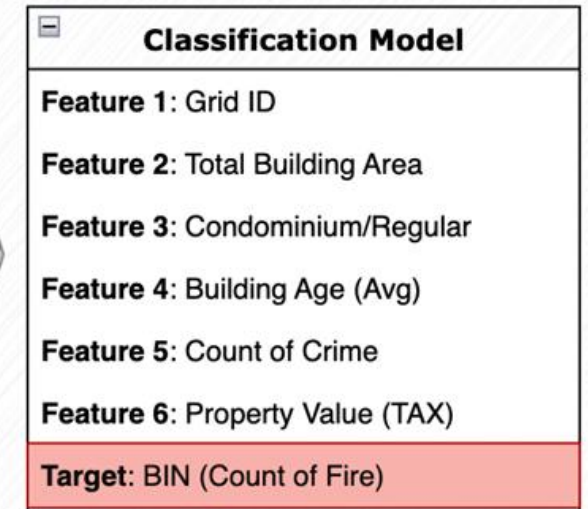 Classification Model
Feature 1: Grid ID
Feature 2: Total Building Area
Feature 3: Condominium/Regular
Feature 4: Building Age (Avg)
Feature 5: Count of Crime
Feature 6: Property Value (TAX)
Target: BIN (Count of Fire)